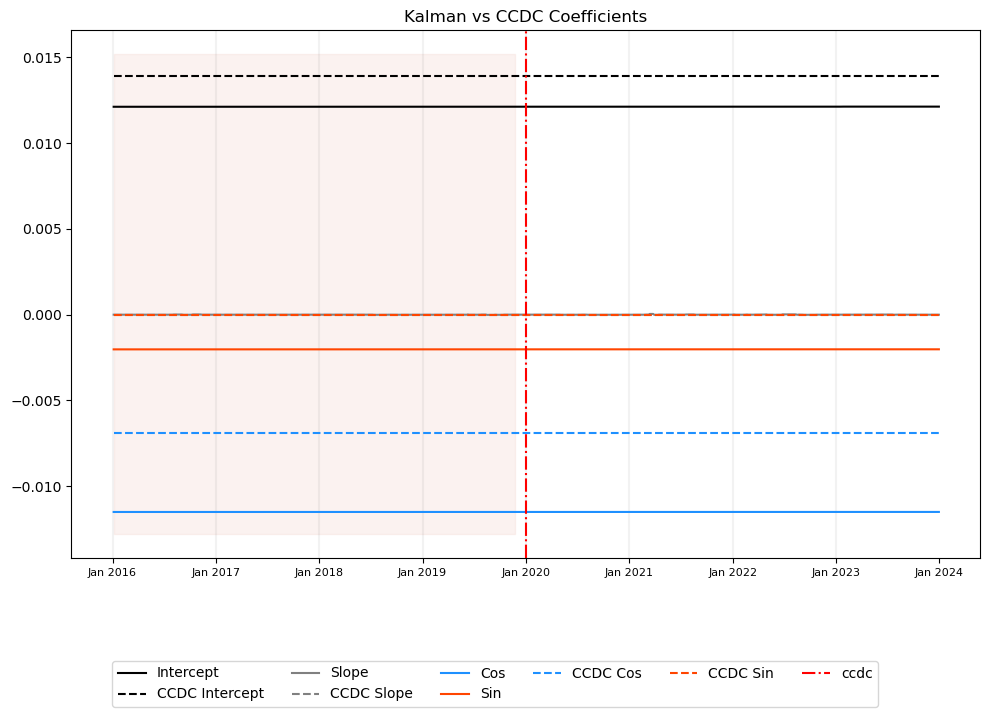 Kalman vs CCDC Coefficients
0.015
0.010
0.005
0.000
−0.005
−0.010
Jan 2016 Jan 2017 Jan 2018 Jan 2019 Jan 2020 Jan 2021 Jan 2022 Jan 2023 Jan 2024
Intercept Slope Cos CCDC Cos CCDC Sin ccdc
CCDC Intercept CCDC Slope Sin